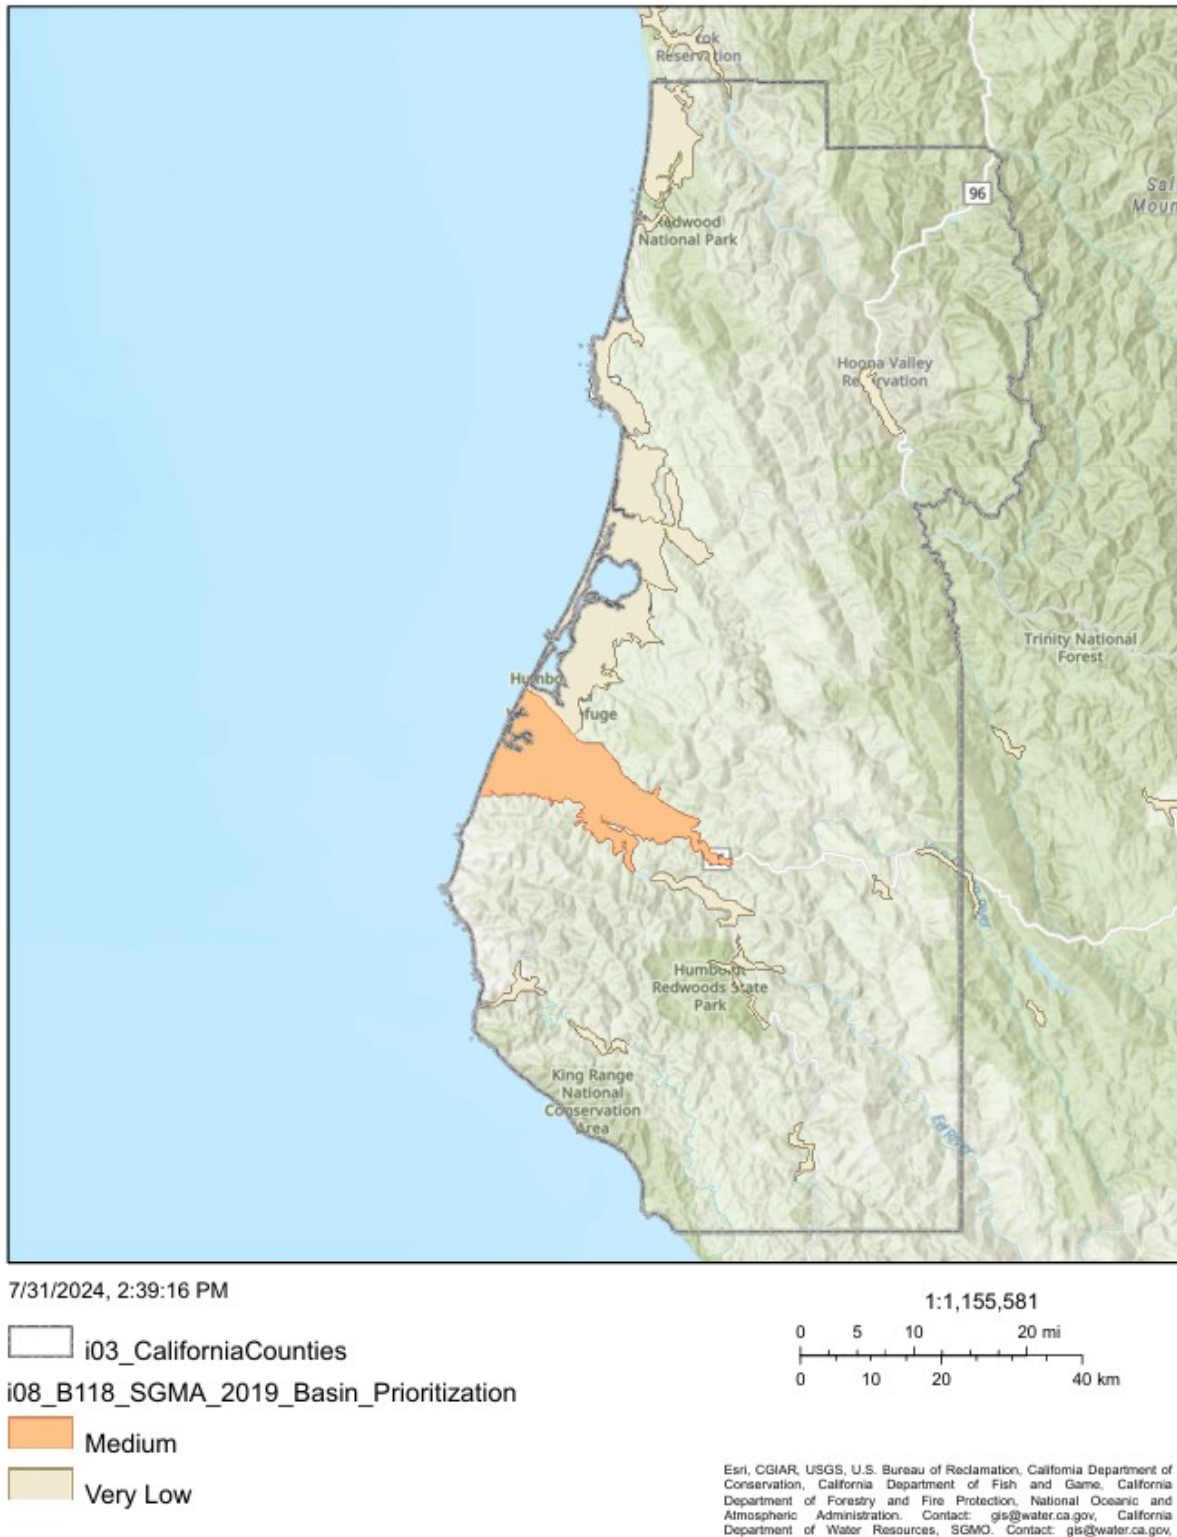 Reservation
96
Redwood
National Park
Hoopa Valley
Trinity National
Forest
Humboldt
Redwoods State
Park
King Range
National
Conservation
Area
Eel River
7/31/2024, 2:39:16 PM
1:1,155,581
0 5 10 20 mi
0 10 20 40 km
i03_CaliforniaCounties
i08_B118_SGMA_2019_Basin_Prioritization
Medium
Very Low
Esri, CGIAR, USGS, U.S. Bureau of Reclamation, California Department of
Conservation, California Department of Fish and Game, California
Department of Forestry and Fire Protection, National Oceanic and
Atmospheric Administration. Contact: gis@water.ca.gov, California
Department of Water Resources, SGMO. Contact: gis@water.ca.gov,